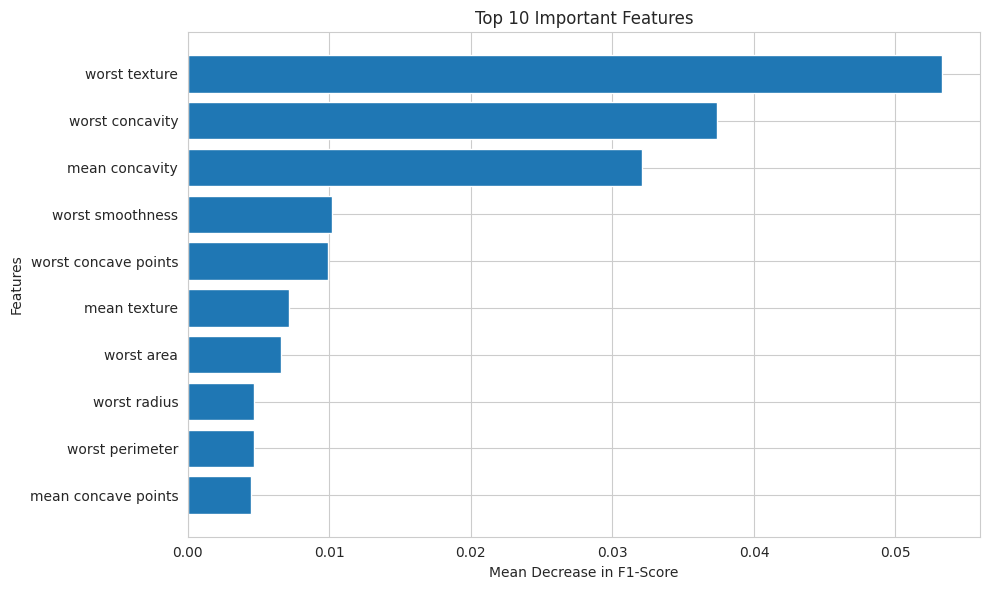 Top 10 Important Features
Features
worst texture
worst concavity
mean concavity
worst smoothness
worst concave points
mean texture
worst area
worst radius
worst perimeter
mean concave points
0.00 0.01 0.02 0.03 0.04 0.05
Mean Decrease in F1-Score